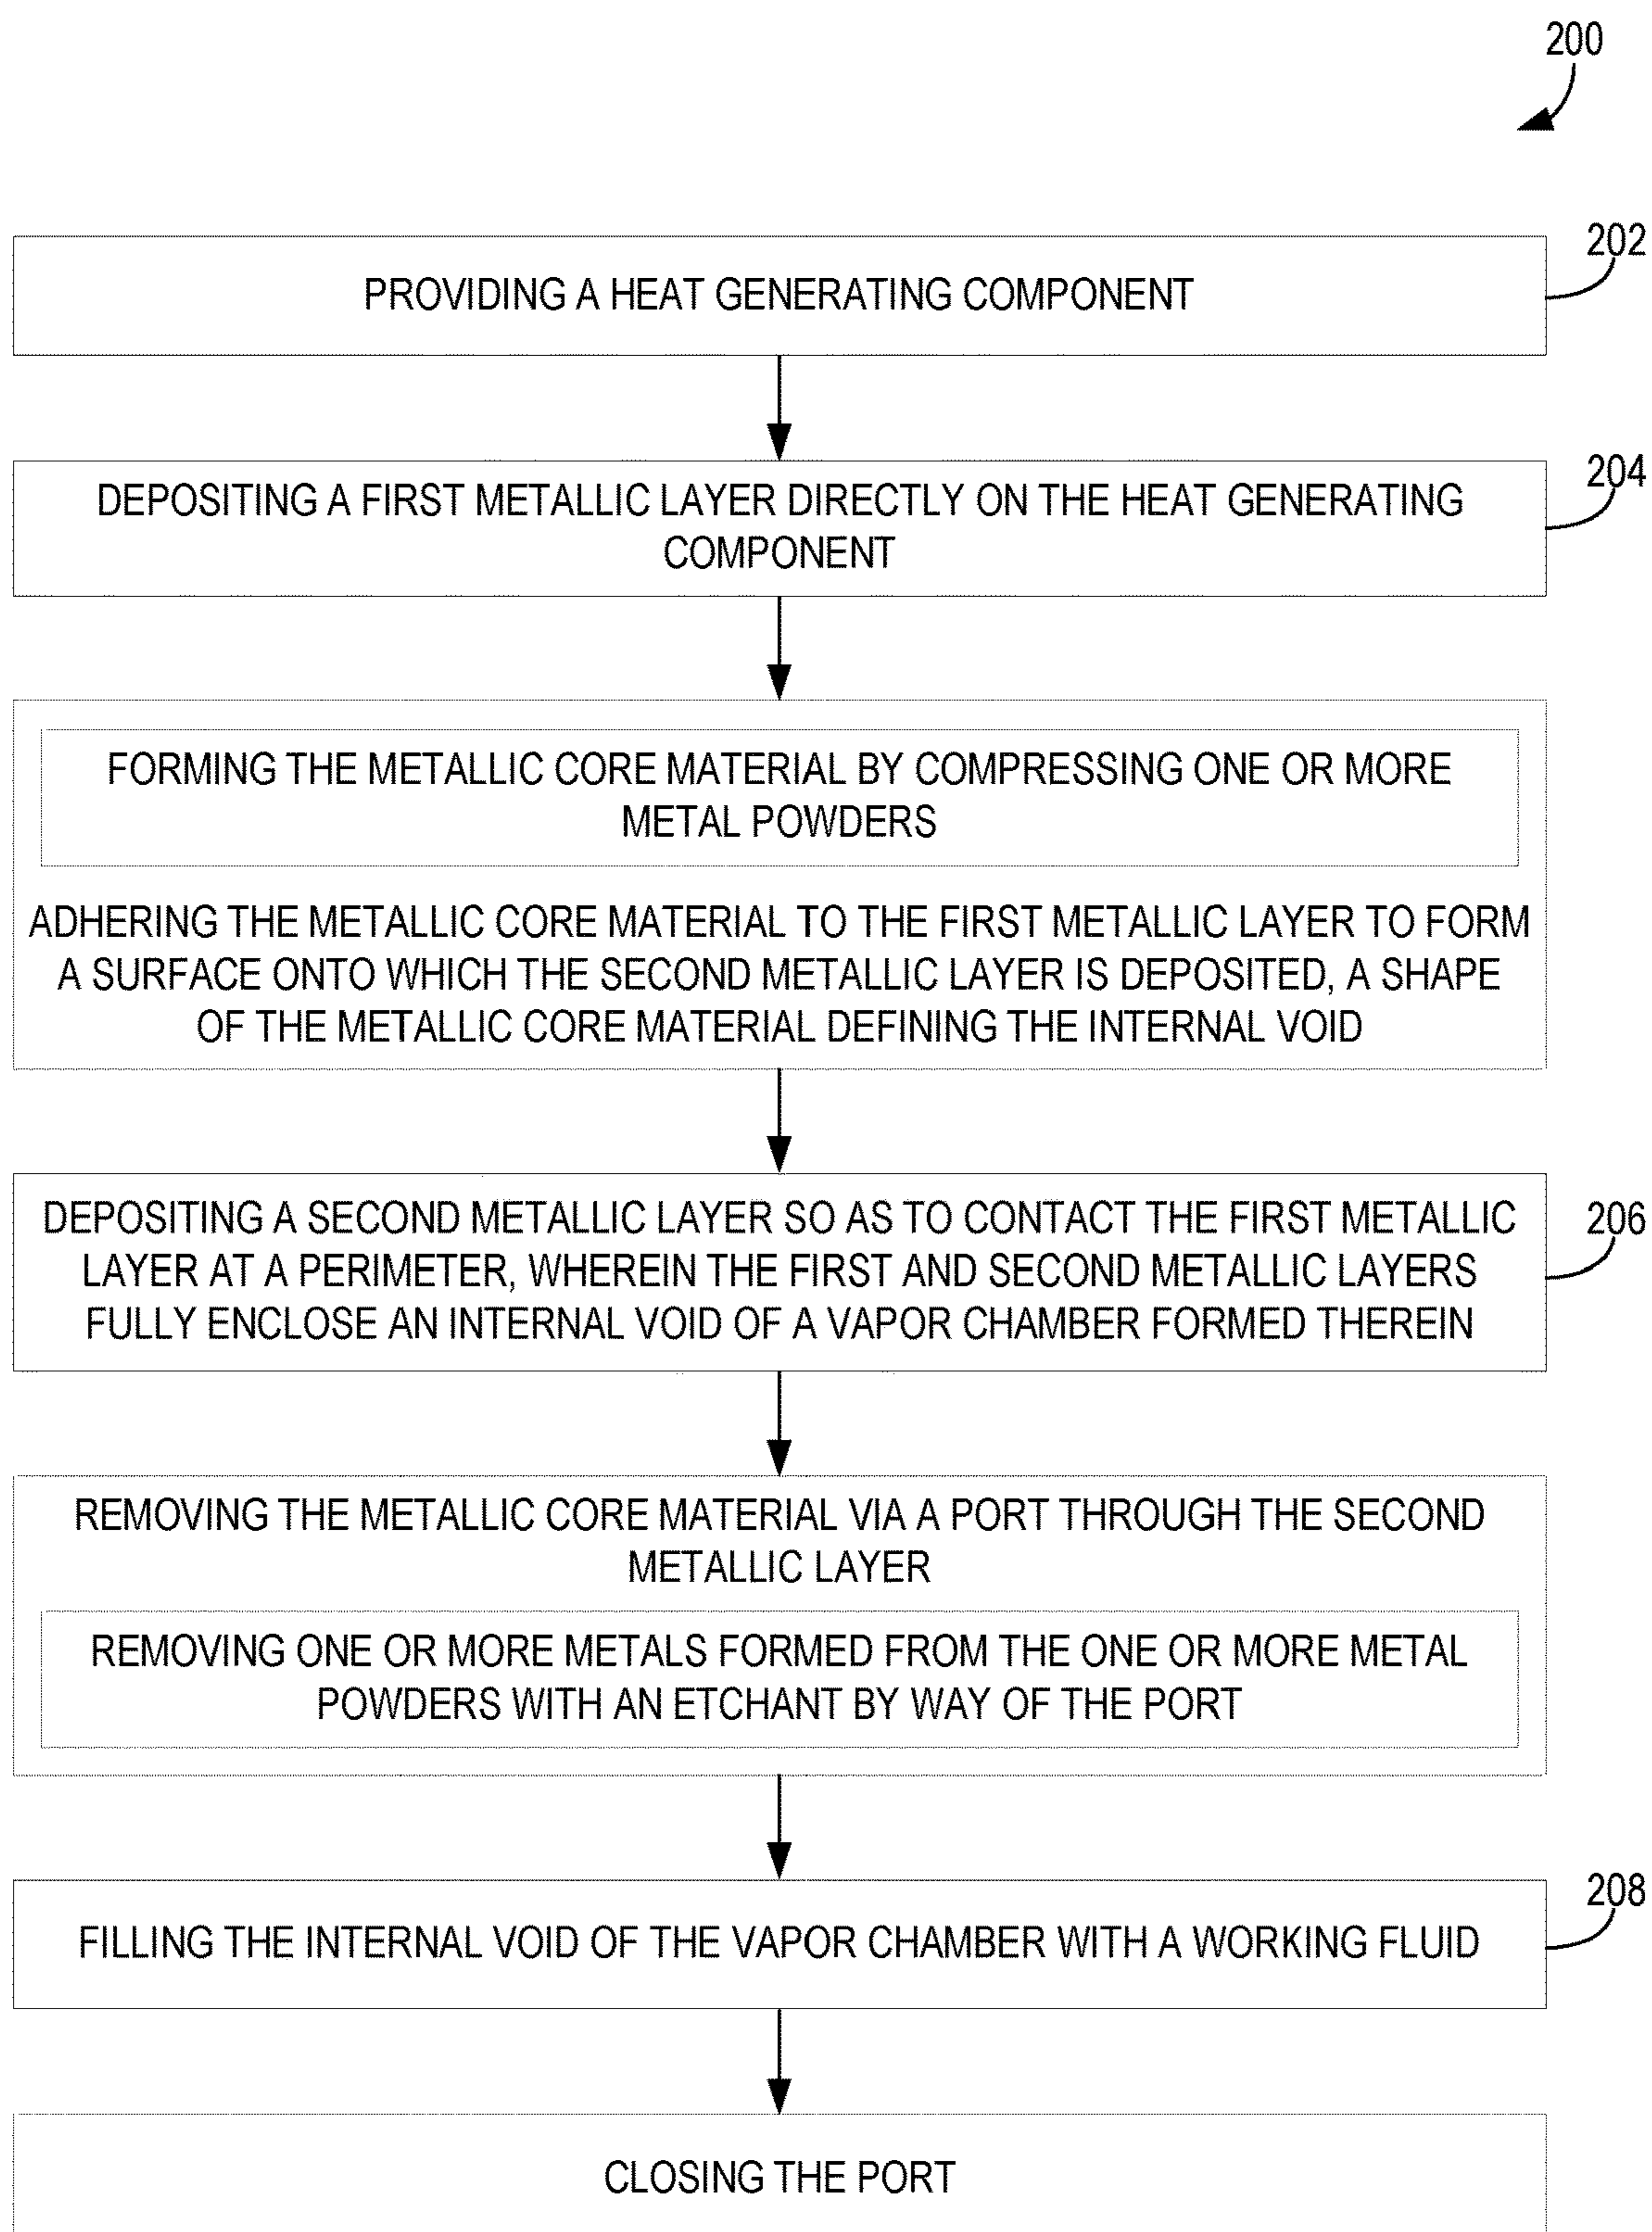 200
202
PROVIDING A HEAT GENERATING COMPONENT
204
DEPOSITING A FIRST METALLIC LAYER DIRECTLY ON THE HEAT GENERATING
COMPONENT
FORMING THE METALLIC CORE MATERIAL BY COMPRESSING ONE OR MORE
METAL POWDERS
ADHERING THE METALLIC CORE MATERIAL TO THE FIRST METALLIC LAYER TO FORM
A SURFACE ONTO WHICH THE SECOND METALLIC LAYER IS DEPOSITED, A SHAPE
OF THE METALLIC CORE MATERIAL DEFINING THE INTERNAL VOID
DEPOSITING A SECOND METALLIC LAYER SO AS TO CONTACT THE FIRST METALLIC
206
LAYER AT A PERIMETER, WHEREIN THE FIRST AND SECOND METALLIC LAYERS
FULLY ENCLOSE AN INTERNAL VOID OF A VAPOR CHAMBER FORMED THEREIN
REMOVING THE METALLIC CORE MATERIAL VIA A PORT THROUGH THE SECOND
METALLIC LAYER
REMOVING ONE OR MORE METALS FORMED FROM THE ONE OR MORE METAL
POWDERS WITH AN ETCHANT BY WAY OF THE PORT
208
FILLING THE INTERNAL VOID OF THE VAPOR CHAMBER WITH A WORKING FLUID
CLOSING THE PORT